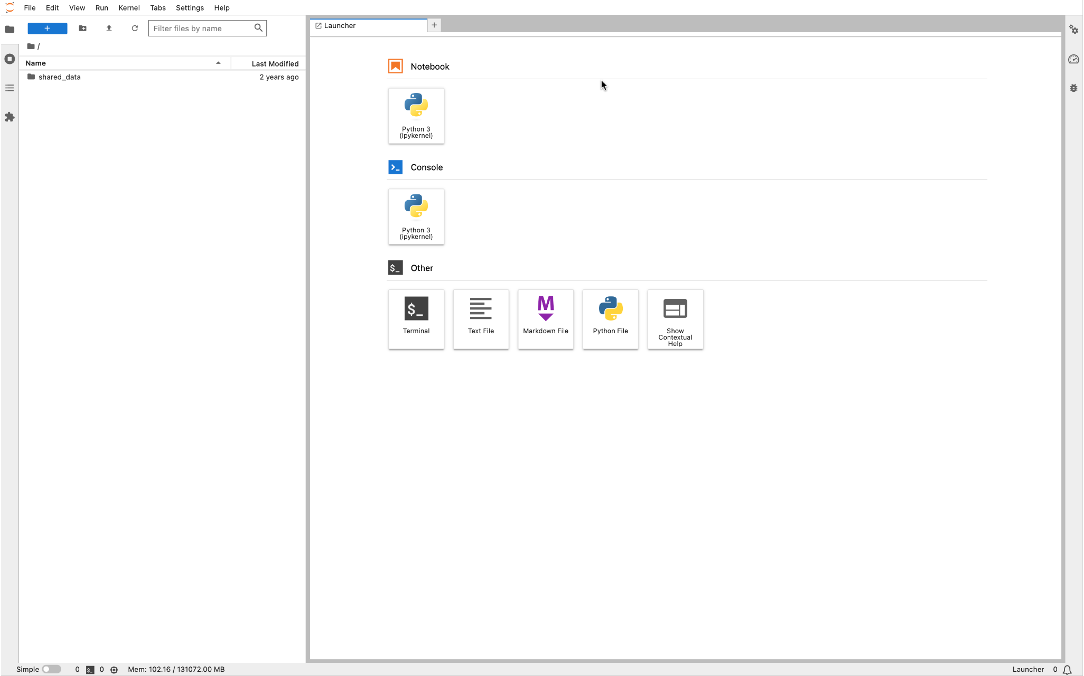 File Edit View Run Kernel Tabs Settings Help
+
Filter files by name
/
Name Last Modified
shared_data 2 years ago
Launcher +
Notebook
Python 3
(ipykernel)
>_ Console
Python 3
(ipykernel)
$_ Other
$_
Terminal
Text File
M
Markdown File
Python File
Show
Contextual
Help
Simple 0 $_ 0 Mem: 102.16 / 131072.00 MB Launcher 0